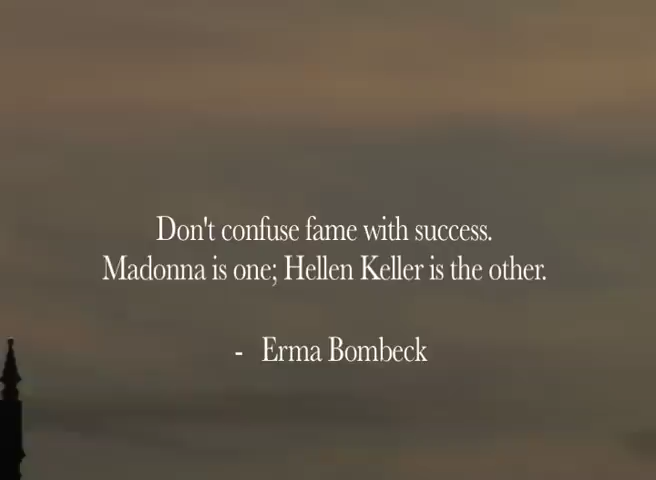 Don't confuse fame with success.
Madonna is one; Hellen Keller is the other.
- Erma Bombeck